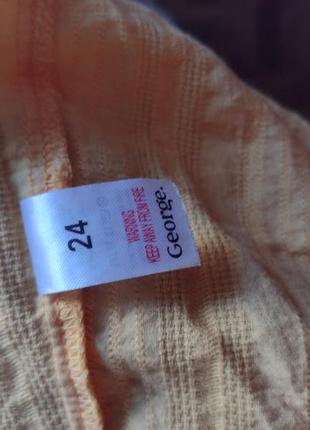 24
WARNING
KEEP AWAY FROM FIRE
George.